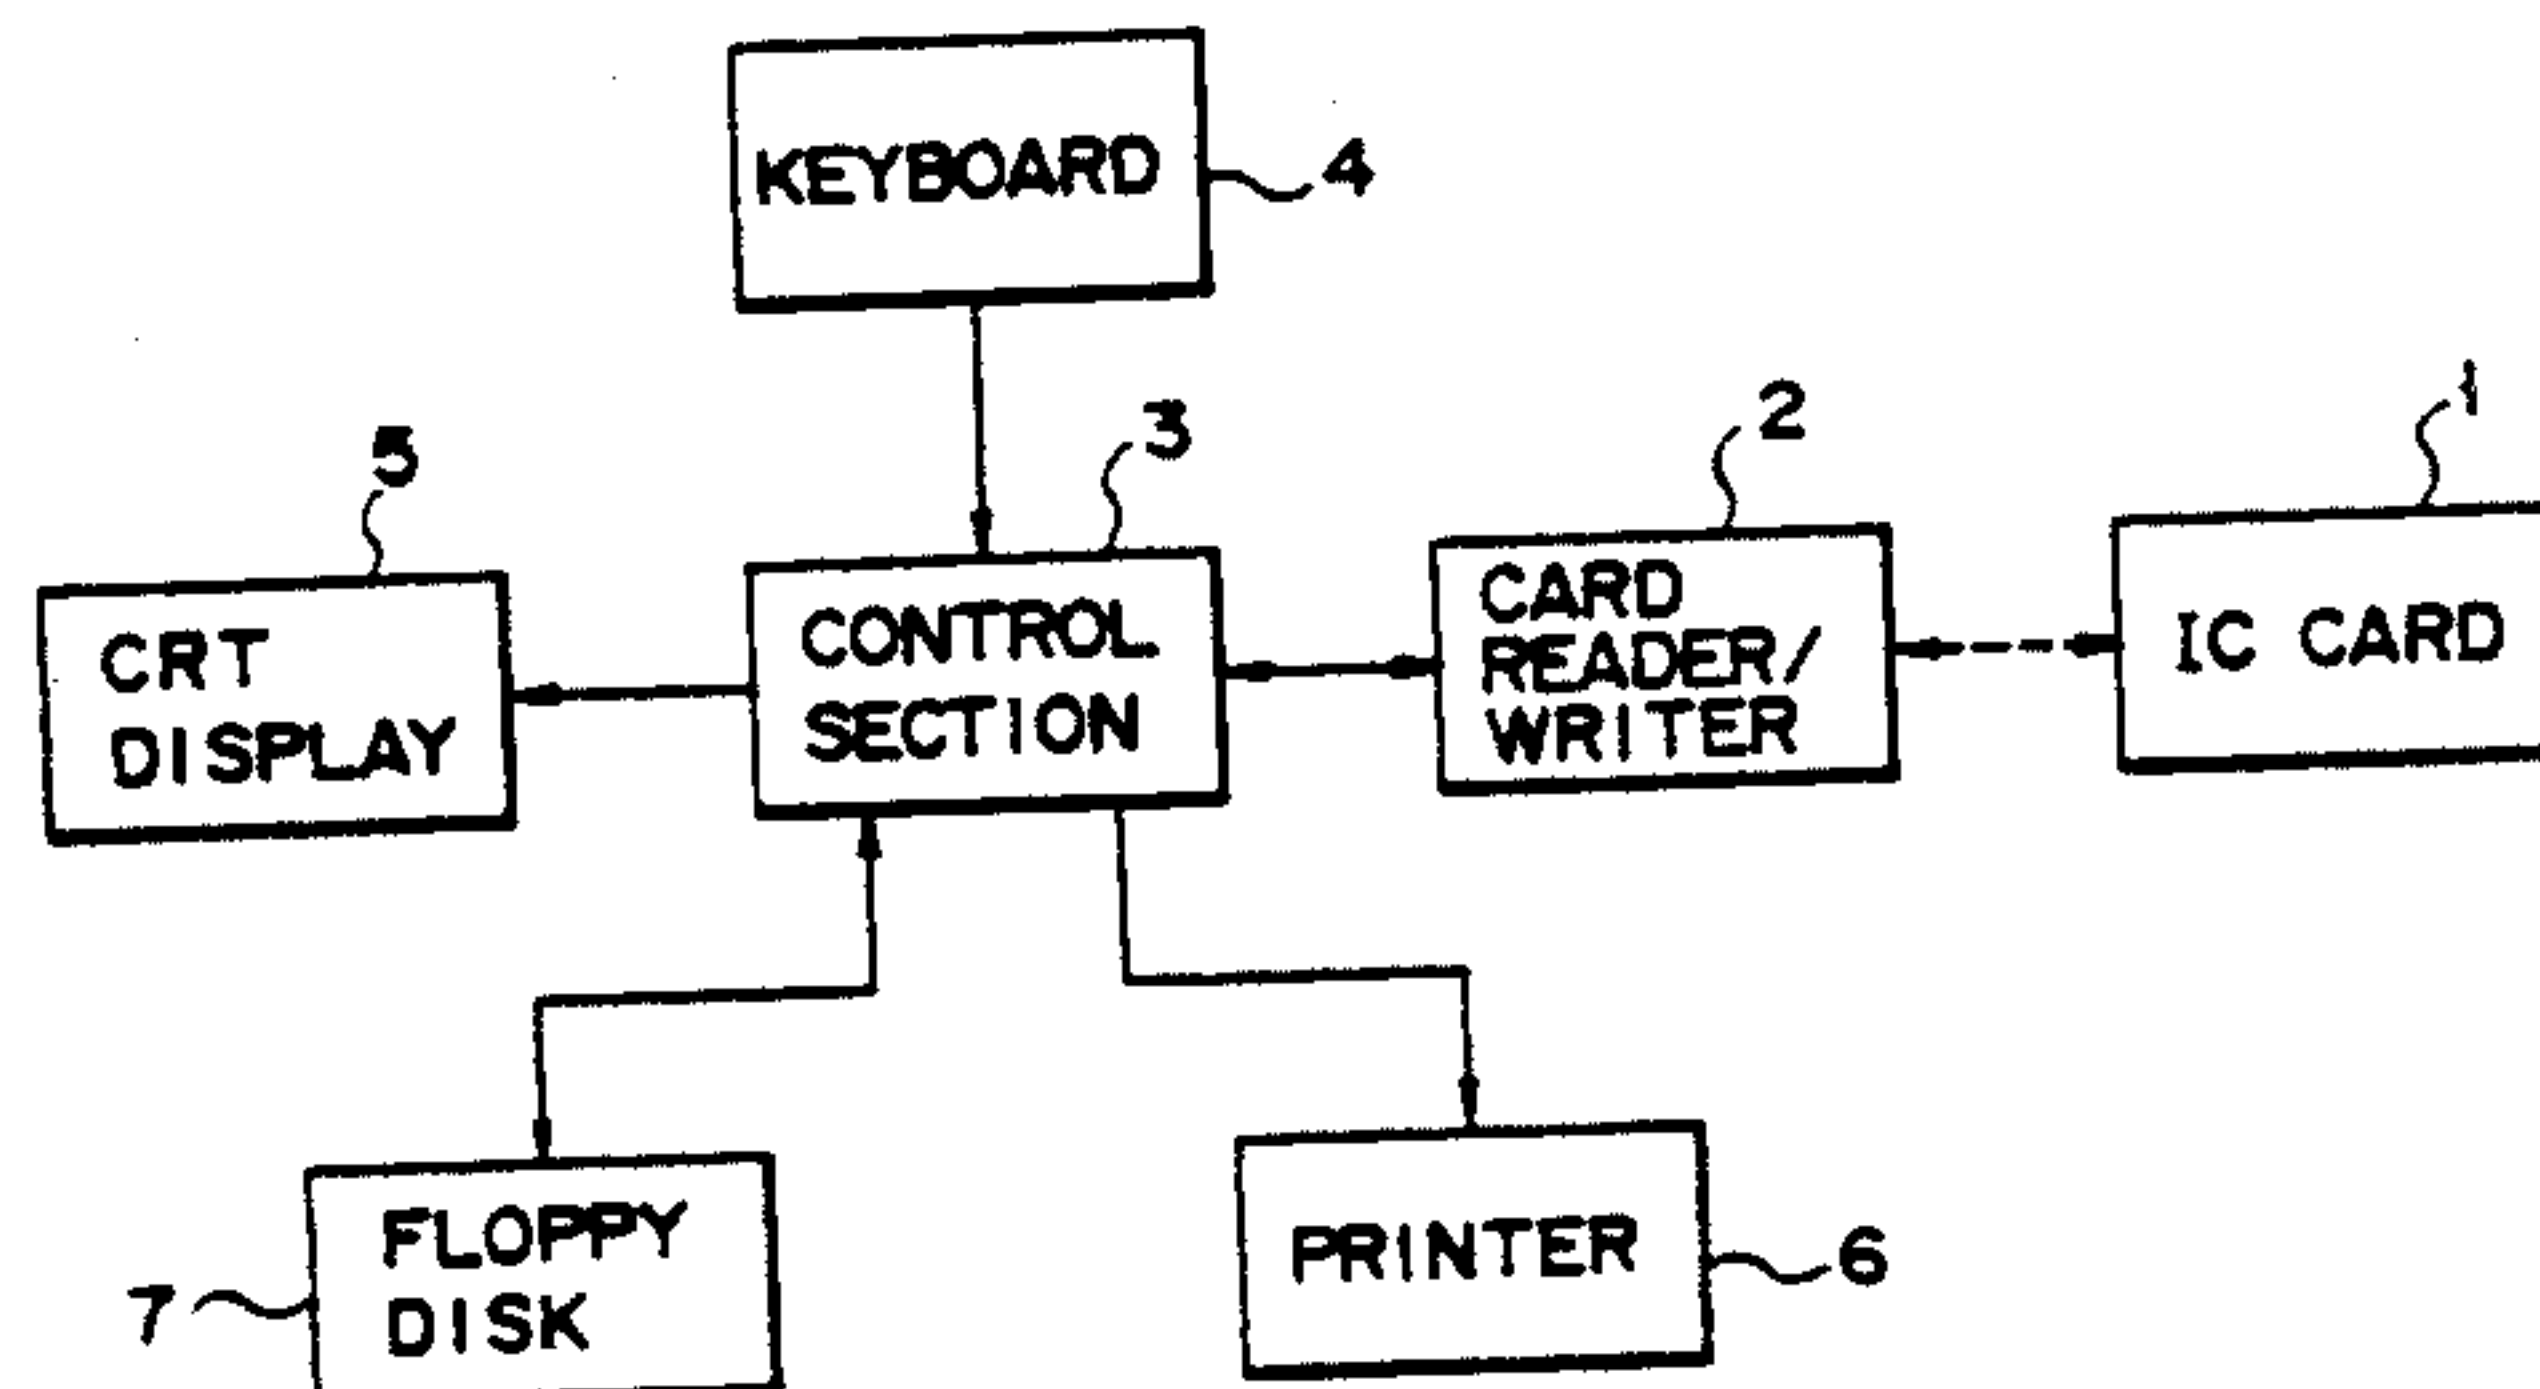 KEYBOARD
4
5
3
2
1
CRT
DISPLAY
CONTROL
SECTION
CARD
READER/
WRITER
IC CARD
FLOPPY
DISK
7
PRINTER
6